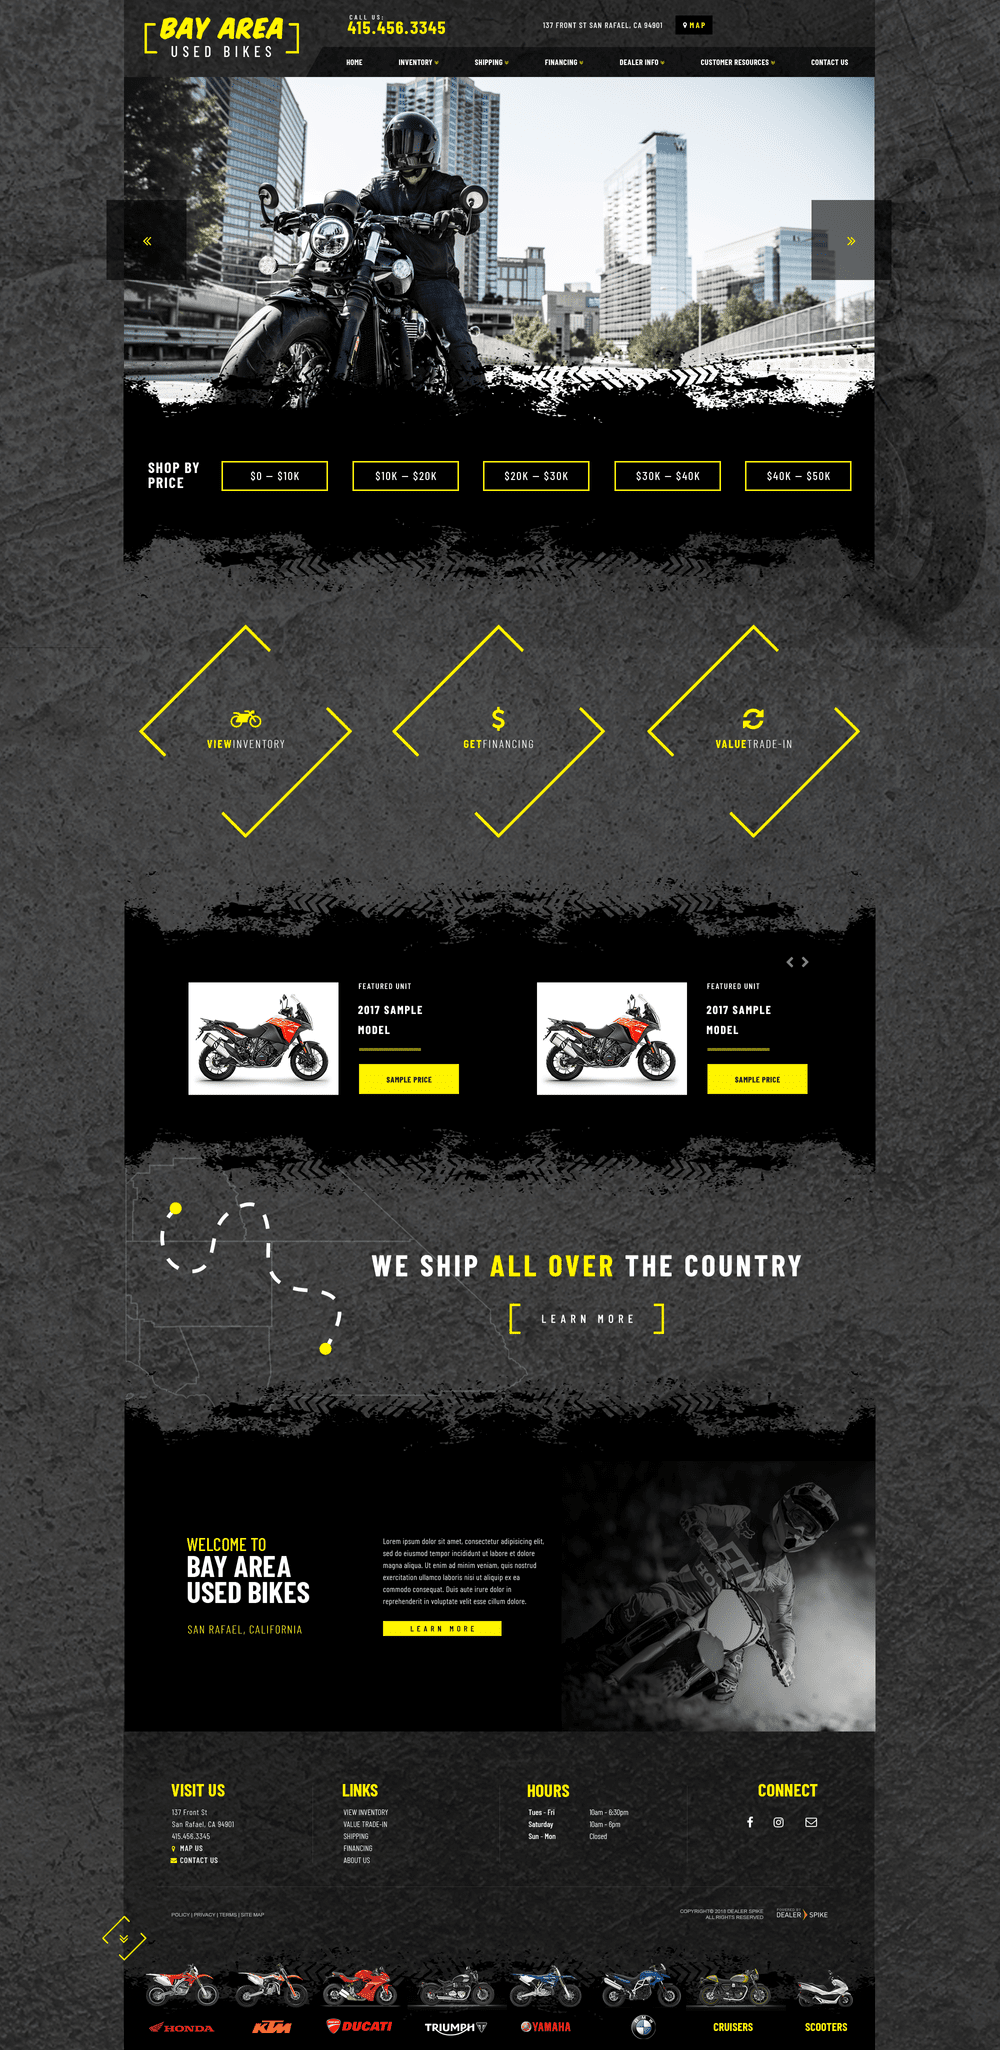 BAY AREA
USED BIKES
CALL US:
415.456.3345
137 FRONT ST SAN RAFAEL, CA 94901
MAP
HOME
INVENTORY
SHIPPING
FINANCING
DEALER INFO
CUSTOMER RESOURCES
CONTACT US
SHOP BY
PRICE
$0 – $10K
$10K – $20K
$20K – $30K
$30K – $40K
$40K – $50K
VIEWINVENTORY
GETFINANCING
VALUETRADE-IN
FEATURED UNIT
2017 SAMPLE
MODEL
SAMPLE PRICE
FEATURED UNIT
2017 SAMPLE
MODEL
SAMPLE PRICE
WE SHIP ALL OVER THE COUNTRY
LEARN MORE
WELCOME TO
BAY AREA
USED BIKES
SAN RAFAEL, CALIFORNIA
Lorem ipsum dolor sit amet, consectetur adipisicing elit,
sed do eiusmod tempor incididunt ut labore et dolore
magna aliqua. Ut enim ad minim veniam, quis nostrud
exercitation ullamco laboris nisi ut aliquip ex ea
commodo consequat. Duis aute irure dolor in
reprehenderit in voluptate velit esse cillum dolore.
LEARN MORE
VISIT US
137 Front St
San Rafael, CA 94901
415.456.3345
MAP US
CONTACT US
LINKS
VIEW INVENTORY
VALUE TRADE-IN
SHIPPING
FINANCING
ABOUT US
HOURS
Tues - Fri 10am - 6:30pm
Saturday 10am - 6pm
Sun - Mon Closed
CONNECT
POLICY | PRIVACY | TERMS | SITE MAP
COPYRIGHT© 2018 DEALER SPIKE
ALL RIGHTS RESERVED
POWERED BY
DEALER SPIKE
HONDA
KTM
DUCATI
TRIUMPH
YAMAHA
BMW
CRUISERS
SCOOTERS